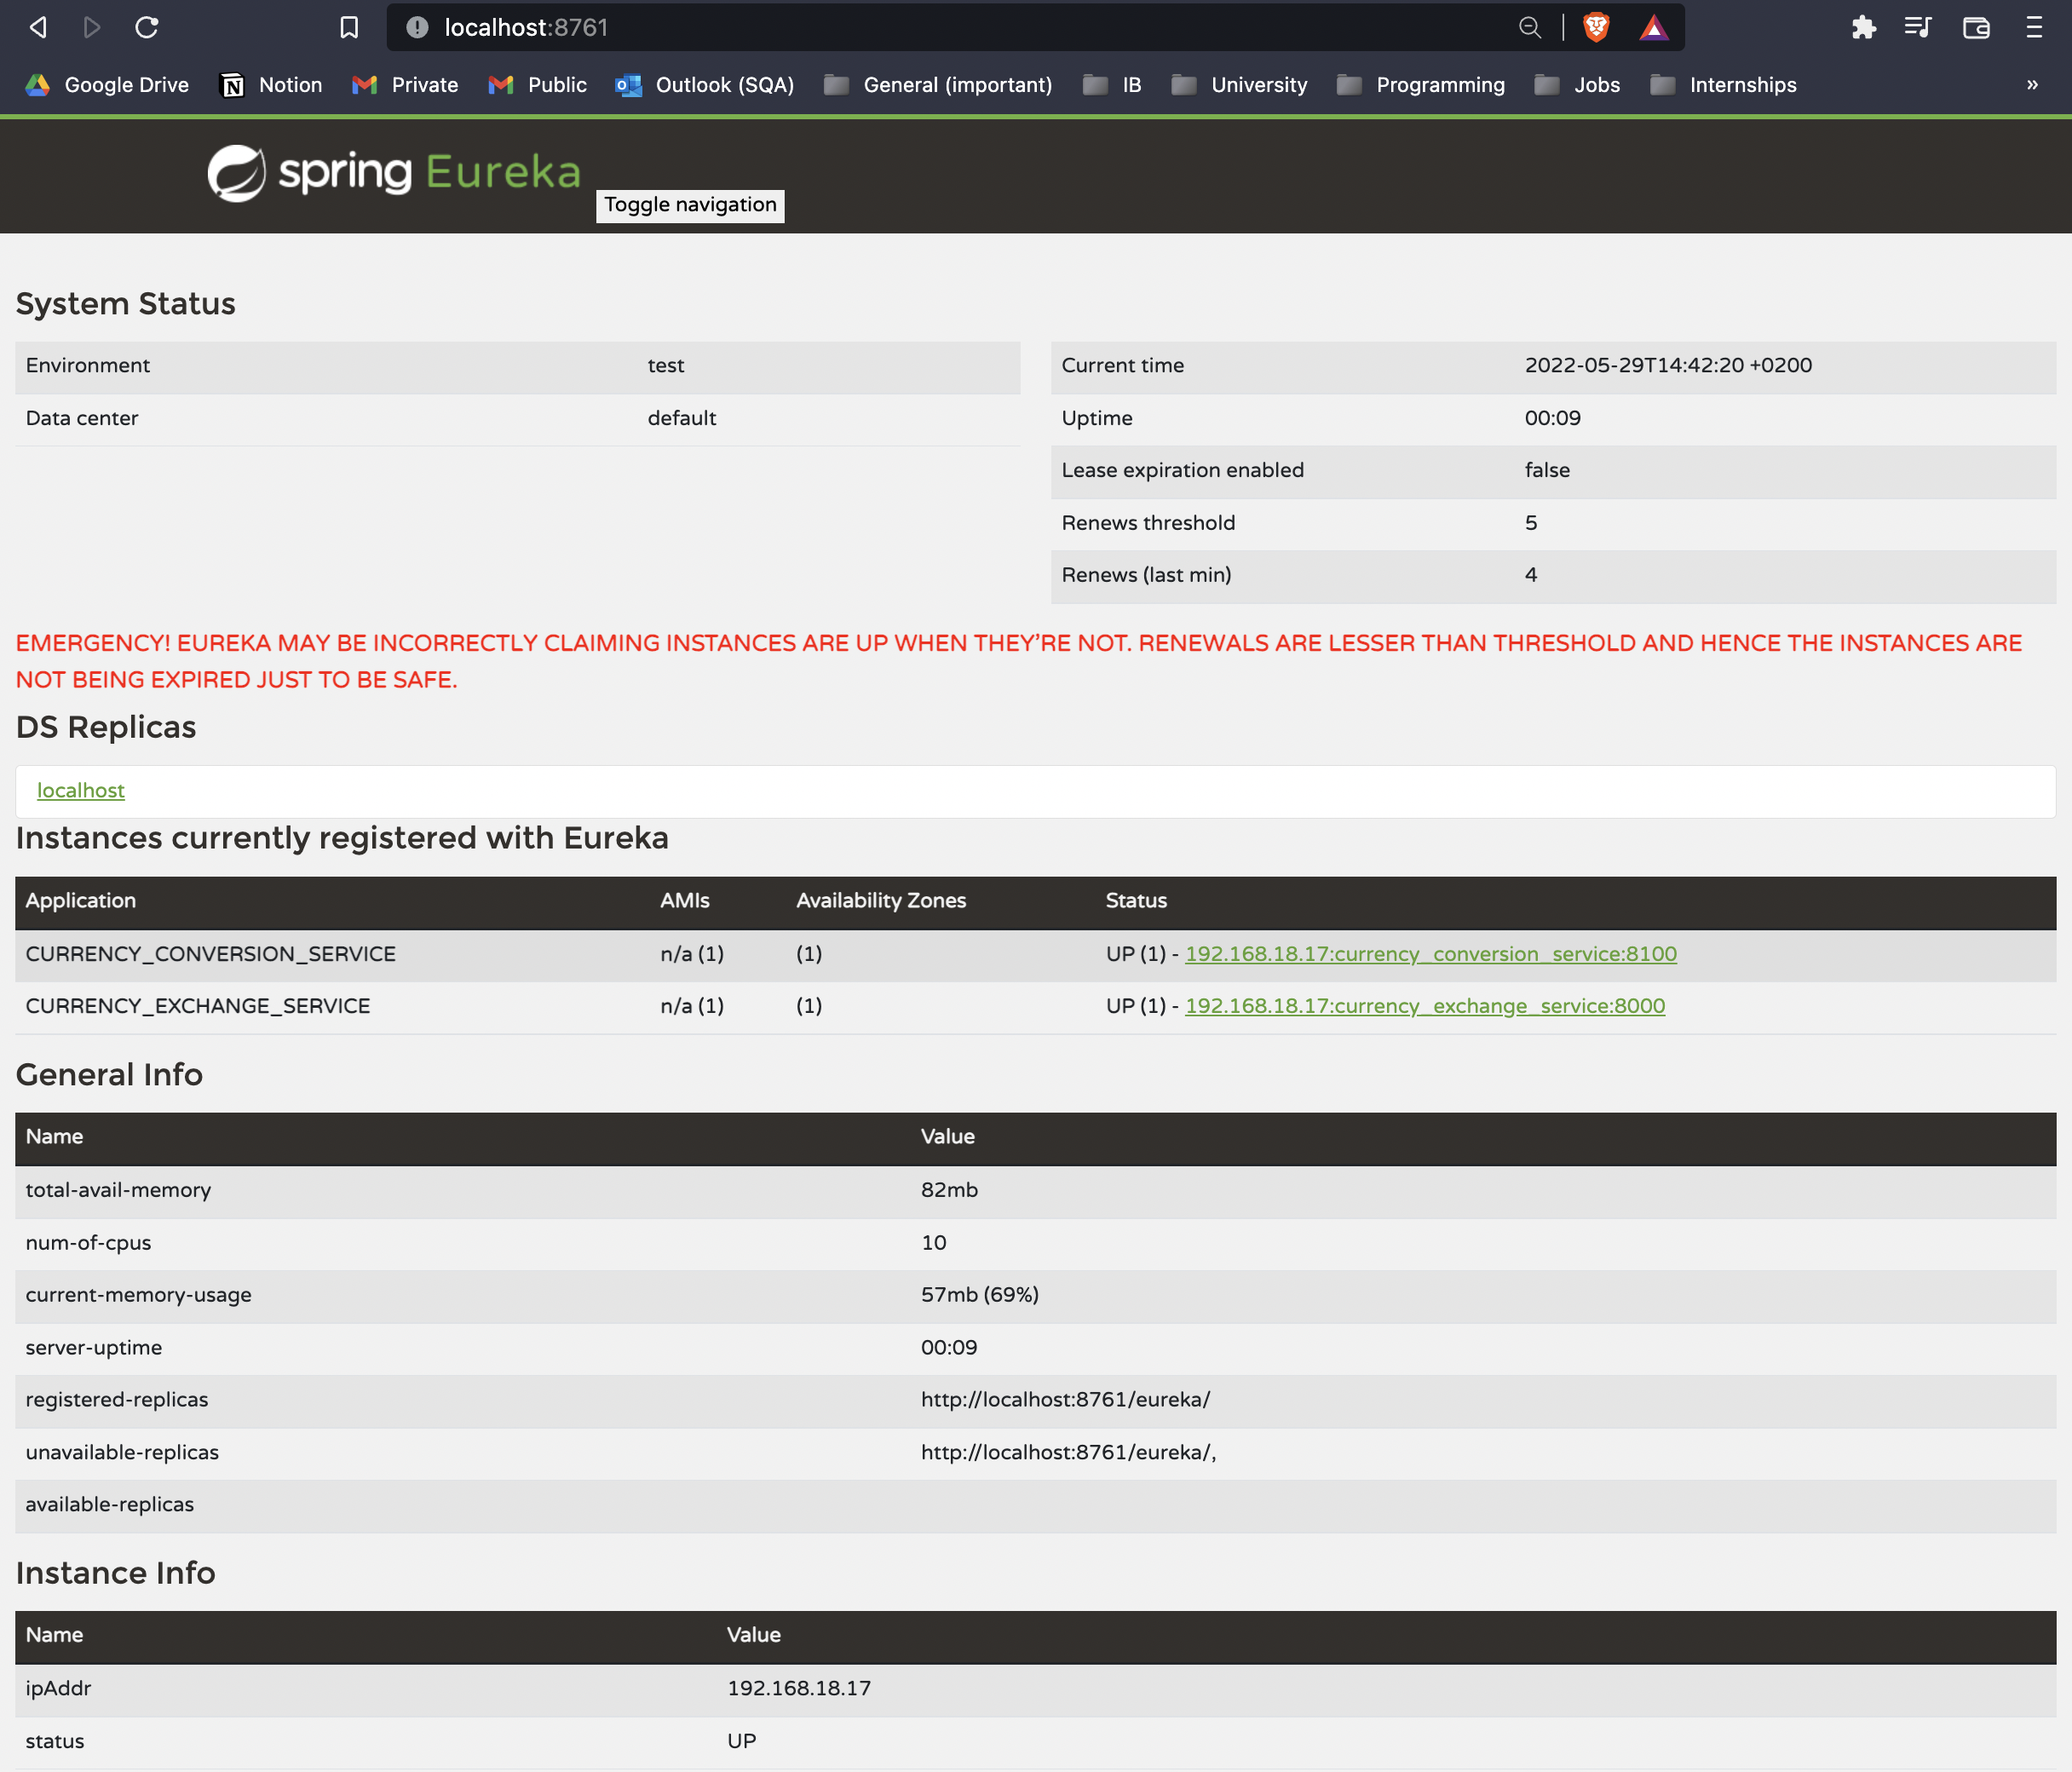 localhost:8761
Google Drive Notion Private Public Outlook (SQA) General (important) IB University Programming Jobs Internships »
spring Eureka
Toggle navigation
System Status
Environment test
Data center default
Current time 2022-05-29T14:42:20 +0200
Uptime 00:09
Lease expiration enabled false
Renews threshold 5
Renews (last min) 4
EMERGENCY! EUREKA MAY BE INCORRECTLY CLAIMING INSTANCES ARE UP WHEN THEY'RE NOT. RENEWALS ARE LESSER THAN THRESHOLD AND HENCE THE INSTANCES ARE
NOT BEING EXPIRED JUST TO BE SAFE.
DS Replicas
localhost
Instances currently registered with Eureka
Application AMIs Availability Zones Status
CURRENCY_CONVERSION_SERVICE n/a (1) (1) UP (1) - 192.168.18.17:currency_conversion_service:8100
CURRENCY_EXCHANGE_SERVICE n/a (1) (1) UP (1) - 192.168.18.17:currency_exchange_service:8000
General Info
Name Value
total-avail-memory 82mb
num-of-cpus 10
current-memory-usage 57mb (69%)
server-uptime 00:09
registered-replicas http://localhost:8761/eureka/
unavailable-replicas http://localhost:8761/eureka/,
available-replicas
Instance Info
Name Value
ipAddr 192.168.18.17
status UP